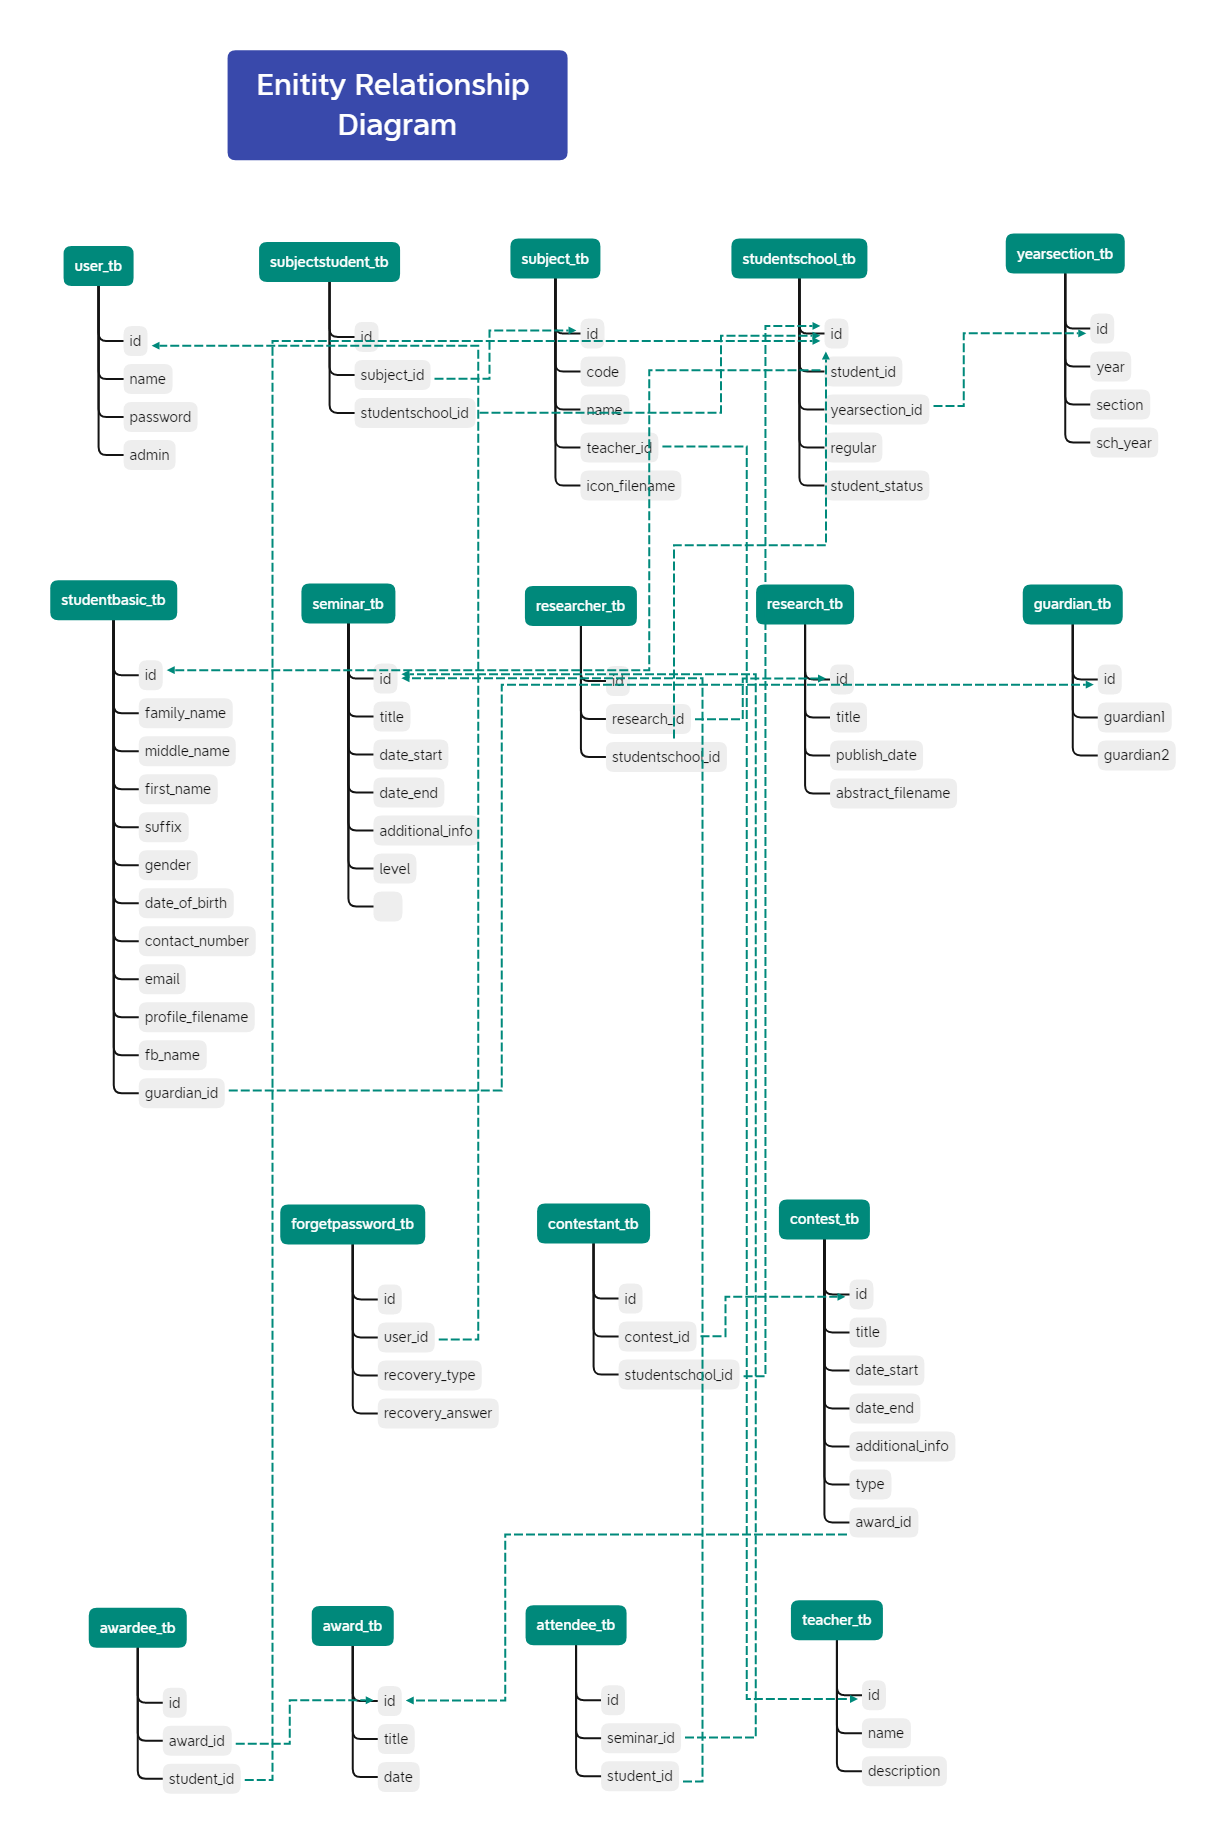 Enitity Relationship
Diagram
user_tb
id
name
password
admin
subjectstudent_tb
id
subject_id
studentschool_id
subject_tb
id
code
name
teacher_id
icon_filename
studentschool_tb
id
student_id
yearsection_id
regular
student_status
yearsection_tb
id
year
section
sch_year
studentbasic_tb
id
family_name
middle_name
first_name
suffix
gender
date_of_birth
contact_number
email
profile_filename
fb_name
guardian_id
seminar_tb
id
title
date_start
date_end
additional_info
level
researcher_tb
id
research_id
studentschool_id
research_tb
id
title
publish_date
abstract_filename
guardian_tb
id
guardian1
guardian2
forgetpassword_tb
id
user_id
recovery_type
recovery_answer
contestant_tb
id
contest_id
studentschool_id
contest_tb
id
title
date_start
date_end
additional_info
type
award_id
awardee_tb
id
award_id
student_id
award_tb
id
title
date
attendee_tb
id
seminar_id
student_id
teacher_tb
id
name
description